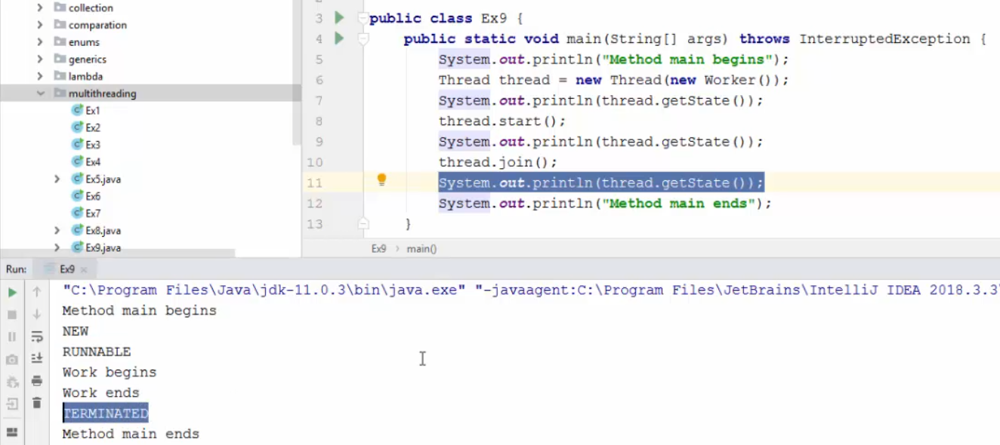 collection
comparation
enums
generics
lambda
multithreading
Ex1
Ex2
Ex3
Ex4
Ex5.java
Ex6
Ex7
Ex8.java
Ex9.java
3 public class Ex9 {
4 public static void main(String[] args) throws InterruptedException {
5 System.out.println("Method main begins");
6 Thread thread = new Thread(new Worker());
7 System.out.println(thread.getState());
8 thread.start();
9 System.out.println(thread.getState());
10 thread.join();
11 System.out.println(thread.getState());
12 System.out.println("Method main ends");
13 }
Ex9 › main()
Run: Ex9 ×
"C:\Program Files\Java\jdk-11.0.3\bin\java.exe" "-javaagent:C:\Program Files\JetBrains\IntelliJ IDEA 2018.3.3\
Method main begins
NEW
RUNNABLE
Work begins
Work ends
TERMINATED
Method main ends